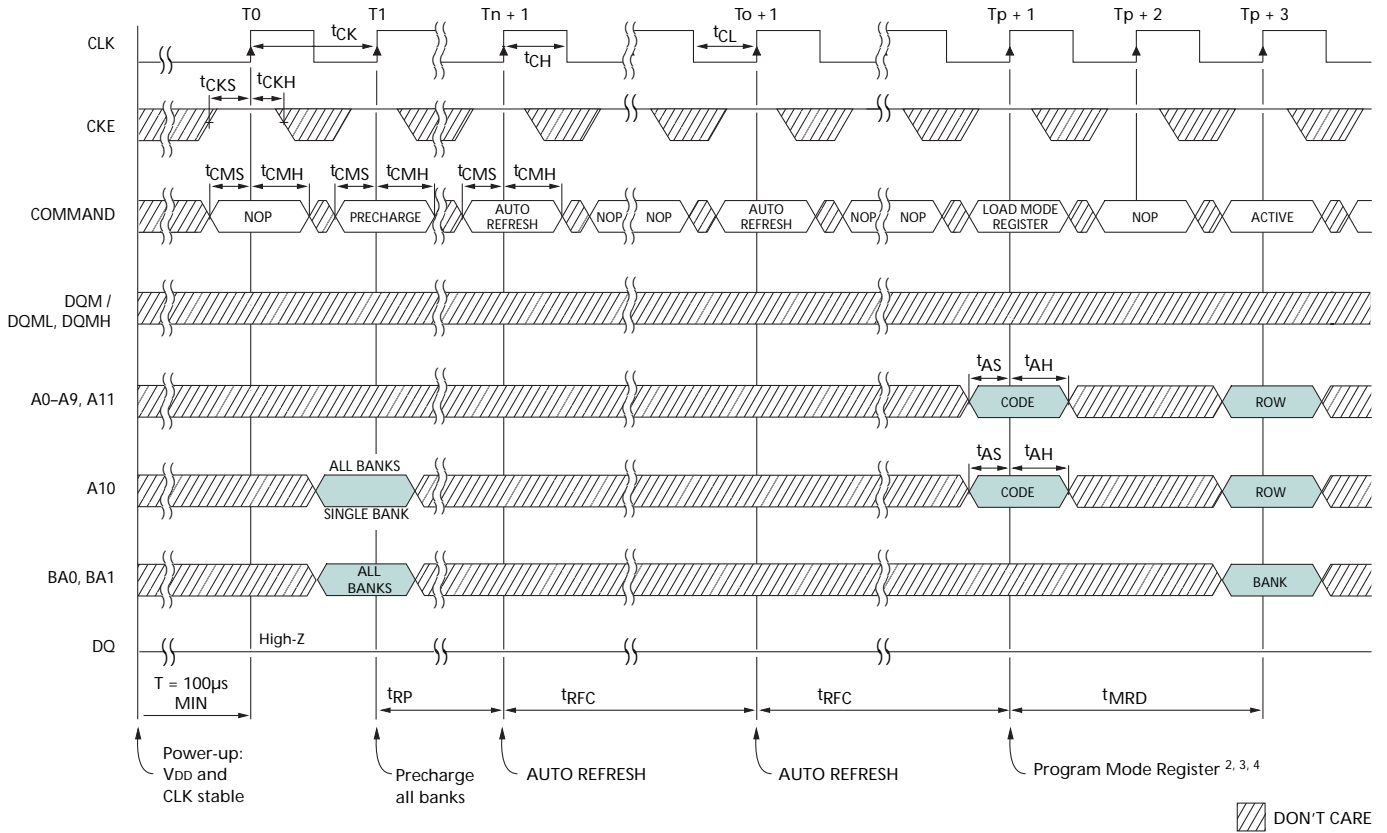 T0 T1 Tn + 1 To + 1 Tp + 1 Tp + 2 Tp + 3
CLK
tCK
tCH
tCL
tCKS tCKH
CKE
tCMS tCMH tCMS tCMH tCMS tCMH
COMMAND
NOP
PRECHARGE
AUTO
REFRESH
NOP
NOP
AUTO
REFRESH
NOP
NOP
LOAD MODE
REGISTER
NOP
ACTIVE
DQM /
DQML, DQMH
tAS tAH
A0–A9, A11
CODE
ROW
ALL BANKS
tAS tAH
A10
CODE
ROW
SINGLE BANK
BA0, BA1
ALL
BANKS
BANK
DQ
High-Z
T = 100µs
MIN
tRP
tRFC
tRFC
tMRD
Power-up:
VDD and
CLK stable
Precharge
all banks
AUTO REFRESH
AUTO REFRESH
Program Mode Register 2, 3, 4
DON'T CARE